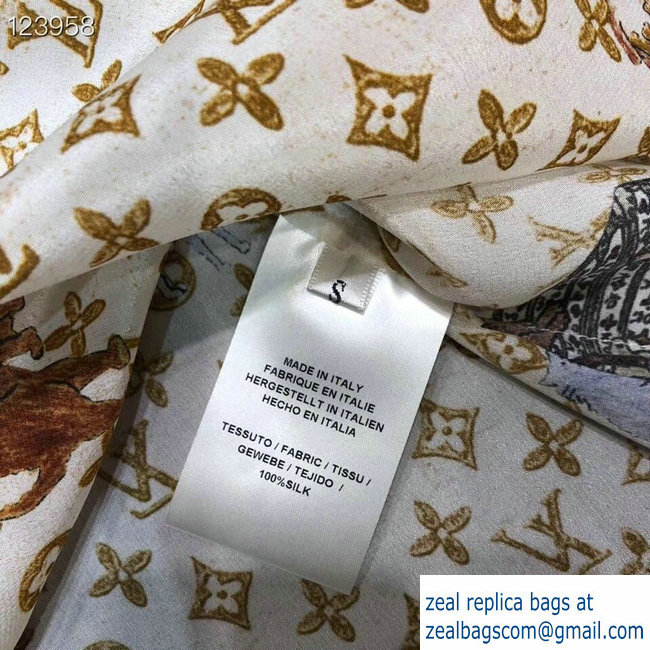 123958
S
MADE IN ITALY
FABRIQUE EN ITALIE
HERGESTELLT IN ITALIEN
HECHO EN ITALIA
TESSUTO / FABRIC / TISSU /
GEWEBE / TEJIDO /
100%SILK
zeal replica bags at
zealbagscom@gmail.com